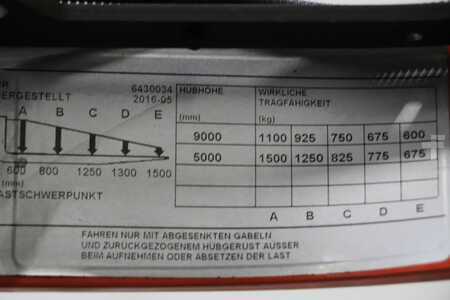 R 6430034
ERGESTELLT 2016-05
A B C D E
600 800 1250 1300 1500
(mm)
ASTSCHWERPUNKT
HUBHÖHE WIRKLICHE
TRAGFÄHIGKEIT
(mm) (kg)
9000 1100 925 750 675 600
5000 1500 1250 825 775 675
A B C D E
FAHREN NUR MIT ABGESENKTEN GABELN
UND ZURÜCKGEZOGENEM HUBGERUST AUSSER
BEIM AUFNEHMEN ODER ABSETZEN DER LAST